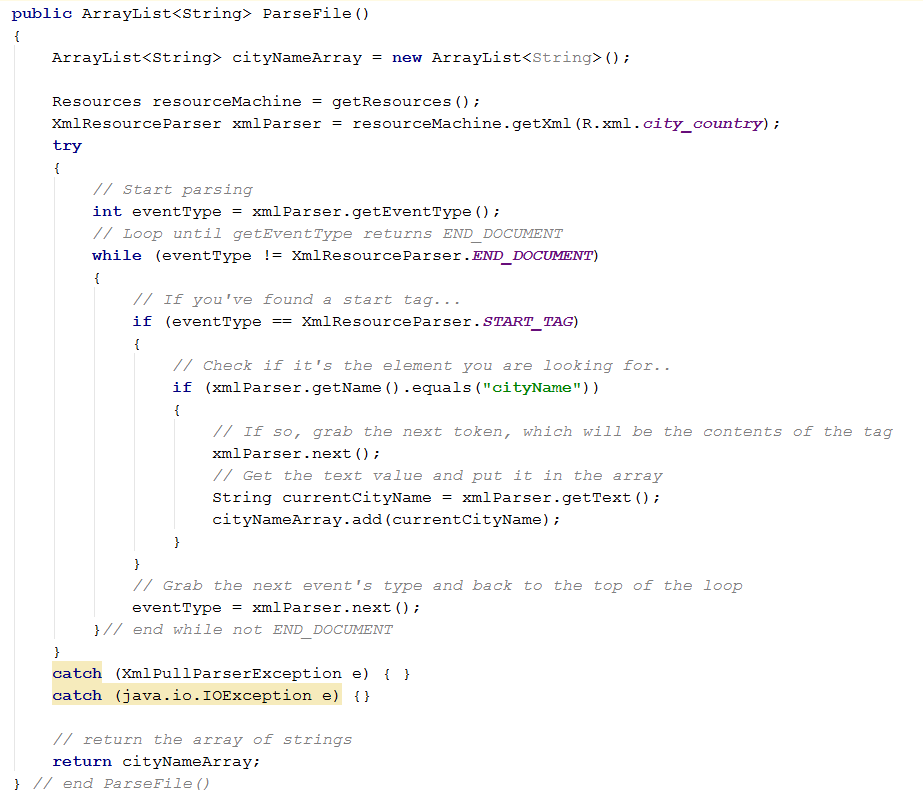 public ArrayList<String> ParseFile()
{
    ArrayList<String> cityNameArray = new ArrayList<String>();

    Resources resourceMachine = getResources();
    XmlResourceParser xmlParser = resourceMachine.getXml(R.xml.city_country);
    try
    {
        // Start parsing
        int eventType = xmlParser.getEventType();
        // Loop until getEventType returns END_DOCUMENT
        while (eventType != XmlResourceParser.END_DOCUMENT)
        {
            // If you've found a start tag...
            if (eventType == XmlResourceParser.START_TAG)
            {
                // Check if it's the element you are looking for..
                if (xmlParser.getName().equals("cityName"))
                {
                    // If so, grab the next token, which will be the contents of the tag
                    xmlParser.next();
                    // Get the text value and put it in the array
                    String currentCityName = xmlParser.getText();
                    cityNameArray.add(currentCityName);
                }
            }
            // Grab the next event's type and back to the top of the loop
            eventType = xmlParser.next();
        }// end while not END_DOCUMENT
    }
    catch (XmlPullParserException e) { }
    catch (java.io.IOException e) {}

    // return the array of strings
    return cityNameArray;
} // end ParseFile()